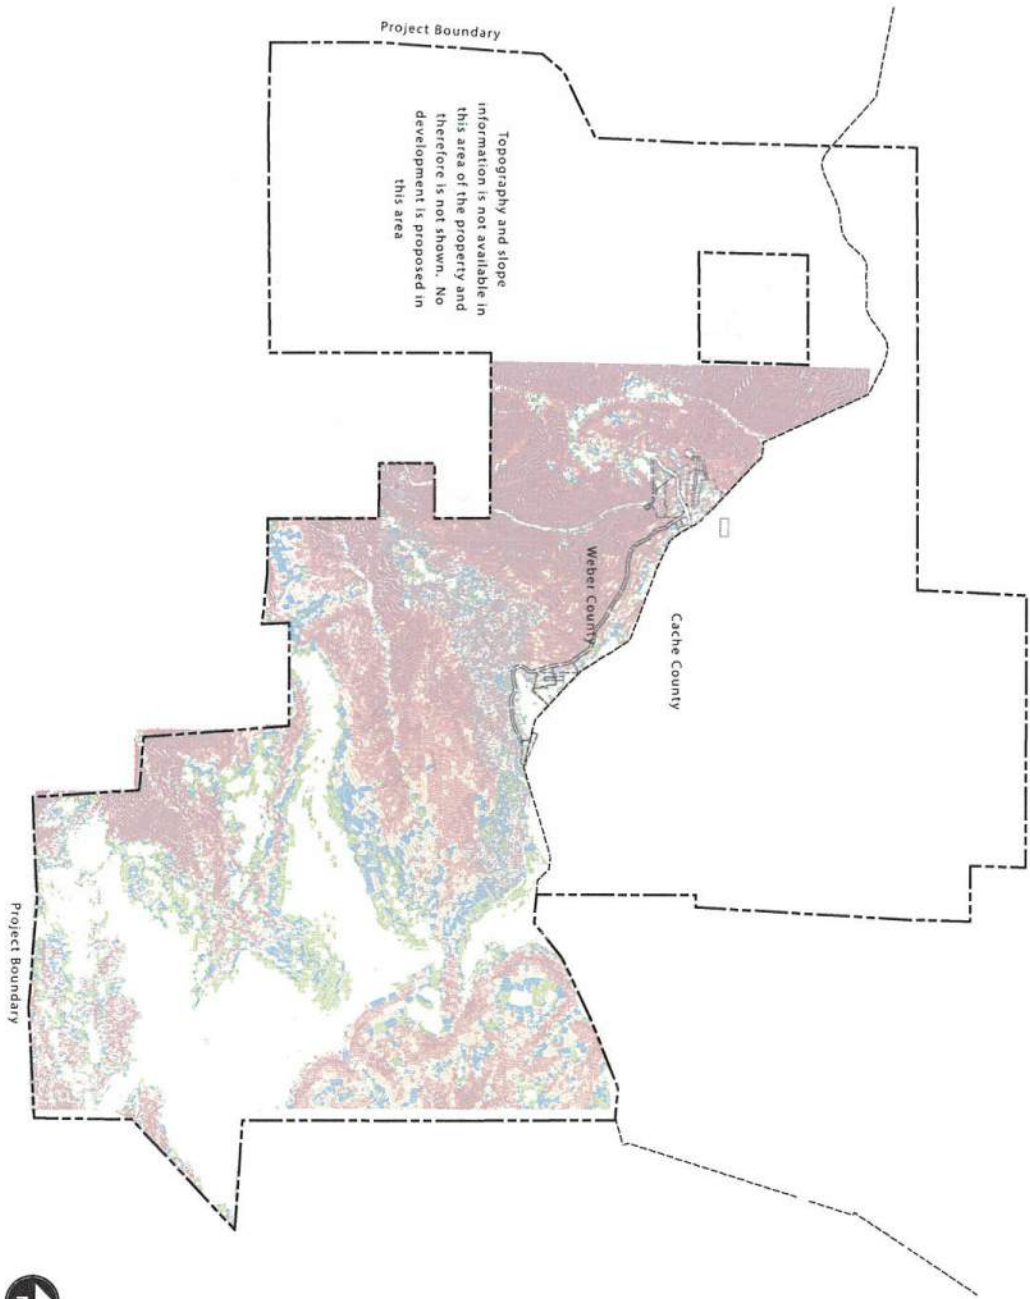 Project Boundary
Topography and slope
information is not available in
this area of the property and
therefore is not shown. No
development is proposed in
this area
Cache County
Weber County
Project Boundary